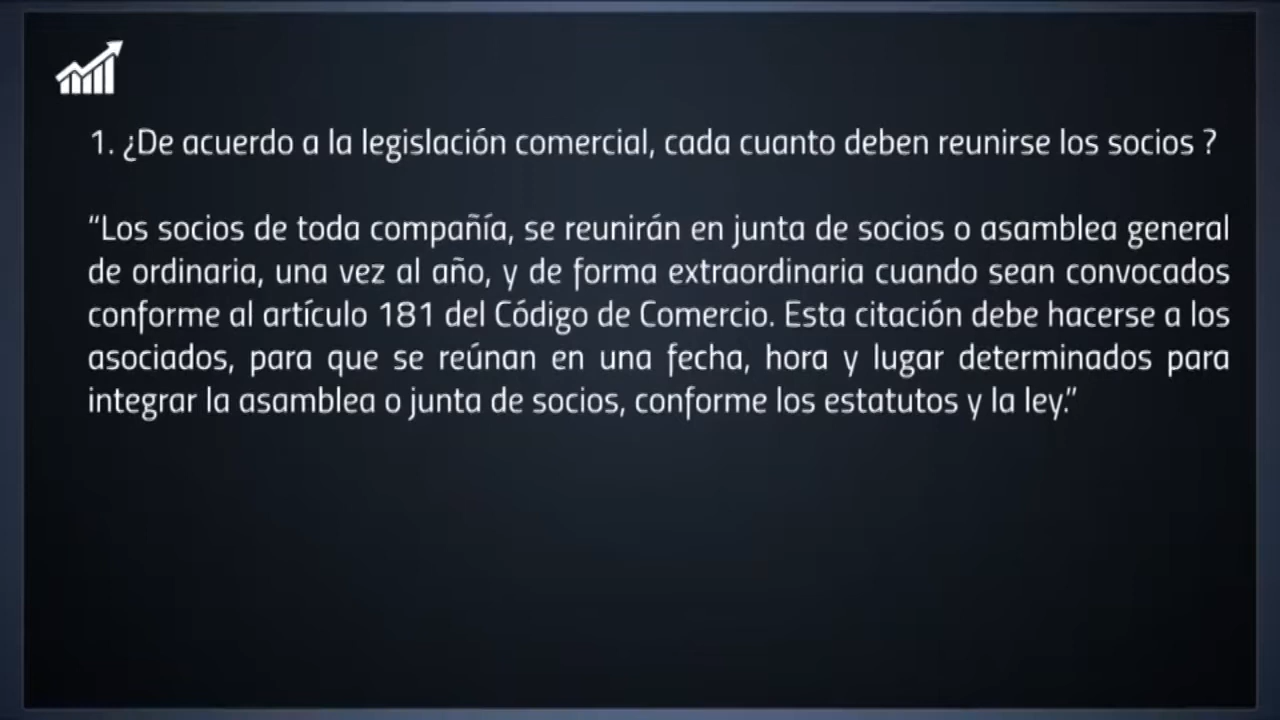 1. ¿De acuerdo a la legislación comercial, cada cuanto deben reunirse los socios ?
“Los socios de toda compañía, se reunirán en junta de socios o asamblea general
de ordinaria, una vez al año, y de forma extraordinaria cuando sean convocados
conforme al artículo 181 del Código de Comercio. Esta citación debe hacerse a los
asociados, para que se reúnan en una fecha, hora y lugar determinados para
integrar la asamblea o junta de socios, conforme los estatutos y la ley.”